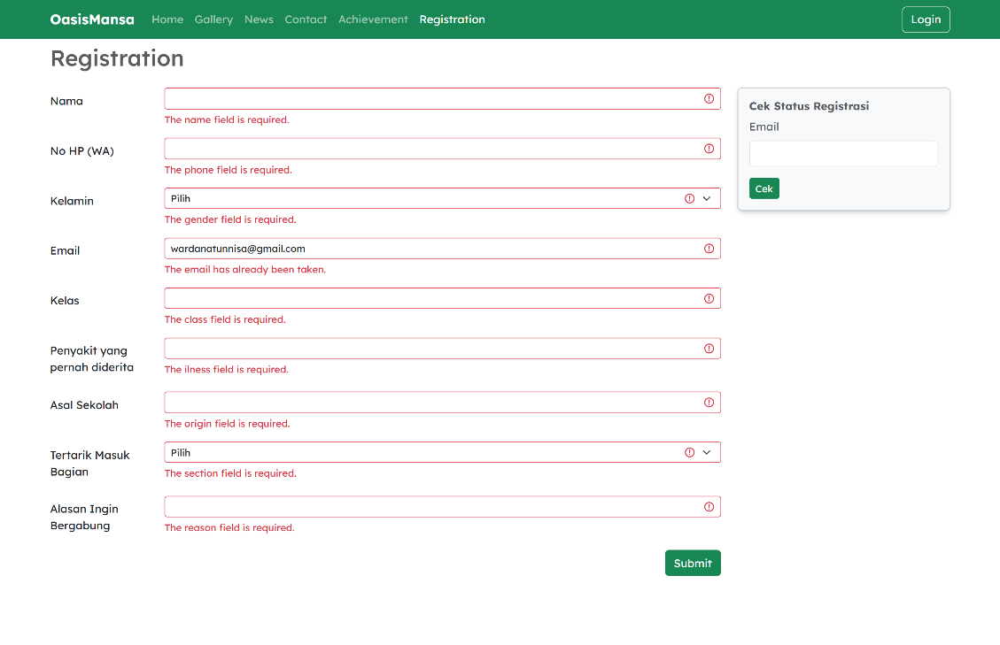 OasisMansa Home Gallery News Contact Achievement Registration Login
Registration
Nama
The name field is required.
No HP (WA)
The phone field is required.
Kelamin
Pilih
The gender field is required.
Email
wardanatunnisa@gmail.com
The email has already been taken.
Kelas
The class field is required.
Penyakit yang
pernah diderita
The ilness field is required.
Asal Sekolah
The origin field is required.
Tertarik Masuk
Bagian
Pilih
The section field is required.
Alasan Ingin
Bergabung
The reason field is required.
Submit
Cek Status Registrasi
Email
Cek